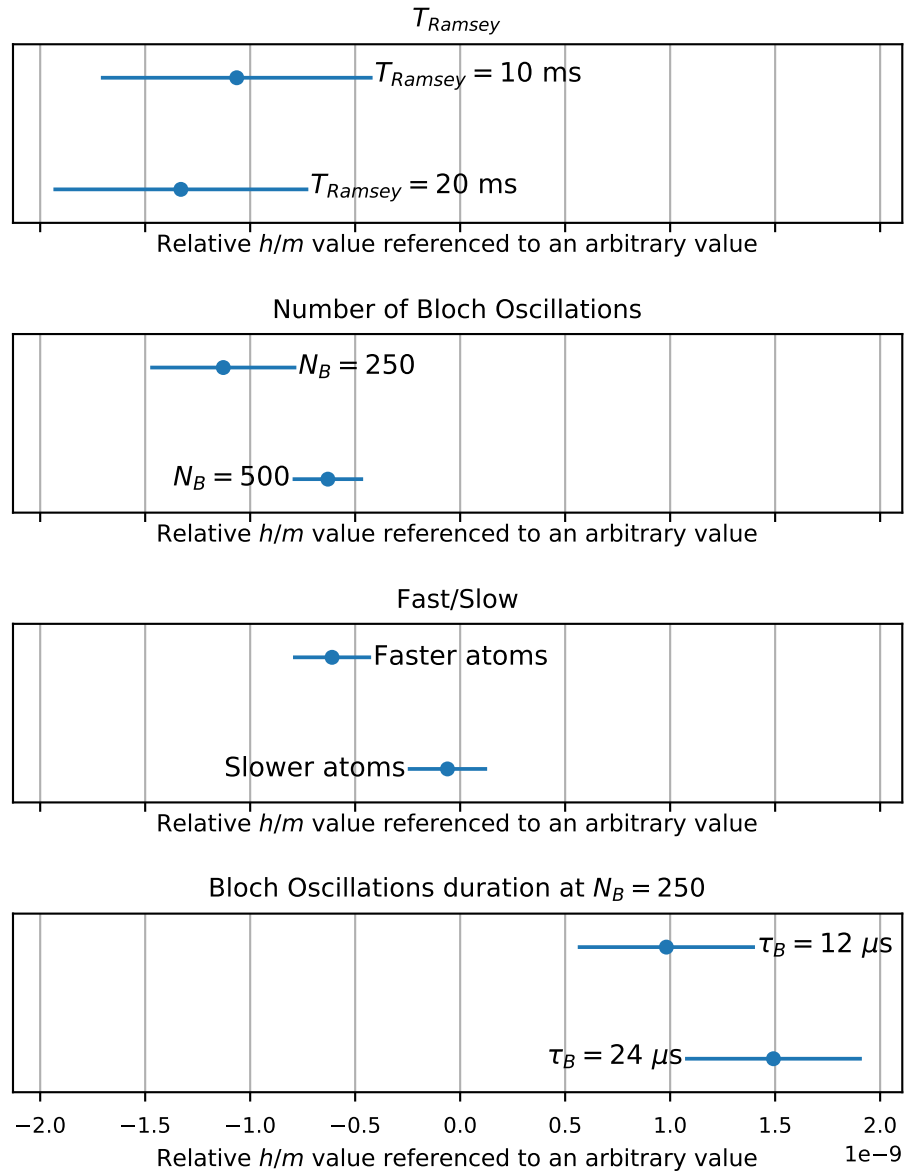 T_Ramsey
T_Ramsey = 10 ms
T_Ramsey = 20 ms
Relative h/m value referenced to an arbitrary value
Number of Bloch Oscillations
N_B = 250
N_B = 500
Relative h/m value referenced to an arbitrary value
Fast/Slow
Faster atoms
Slower atoms
Relative h/m value referenced to an arbitrary value
Bloch Oscillations duration at N_B = 250
τ_B = 12 μs
τ_B = 24 μs
−2.0 −1.5 −1.0 −0.5 0.0 0.5 1.0 1.5 2.0
Relative h/m value referenced to an arbitrary value 1e−9